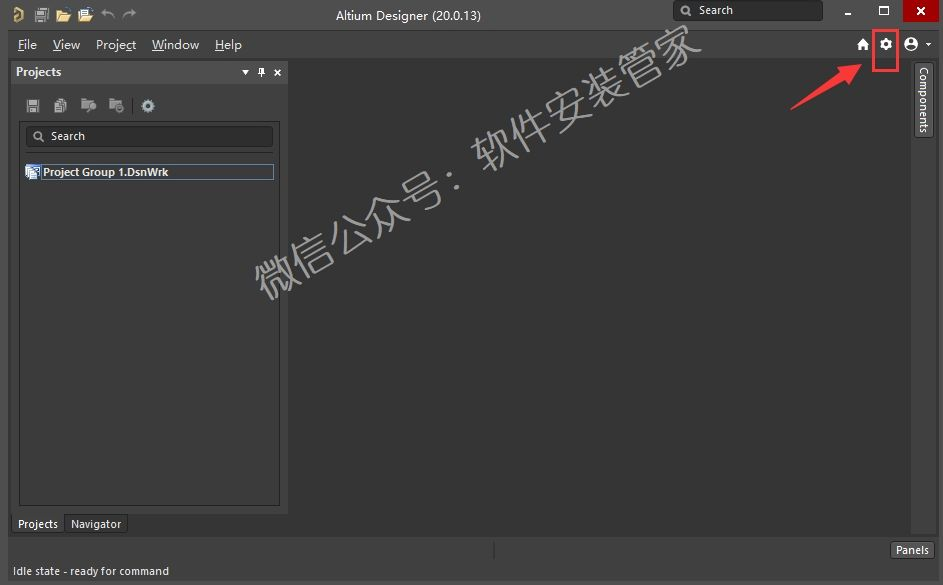 Altium Designer (20.0.13)
Search
File View Project Window Help
Projects
Components
Search
Project Group 1.DsnWrk
微信公众号：软件安装管家
Projects Navigator
Panels
Idle state - ready for command